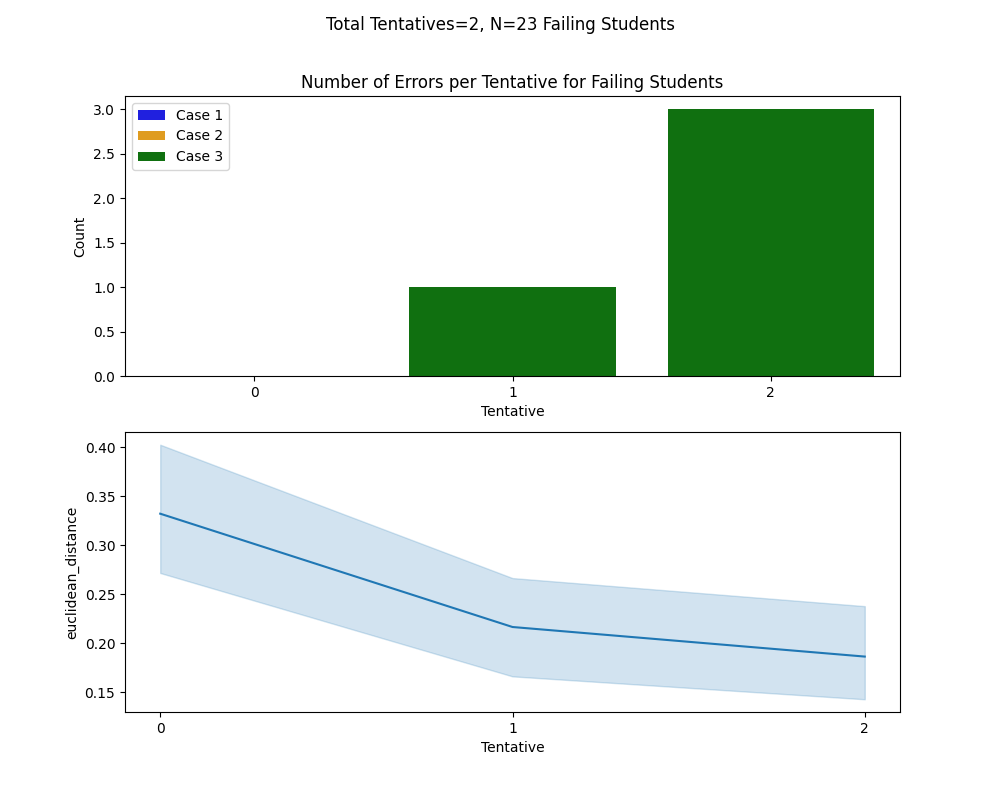 Total Tentatives=2, N=23 Failing Students
Number of Errors per Tentative for Failing Students
Case 1
Case 2
Case 3
3.0
2.5
2.0
1.5
1.0
0.5
0.0
Count
0 1 2
Tentative
0.40
0.35
0.30
0.25
0.20
0.15
euclidean_distance
0 1 2
Tentative